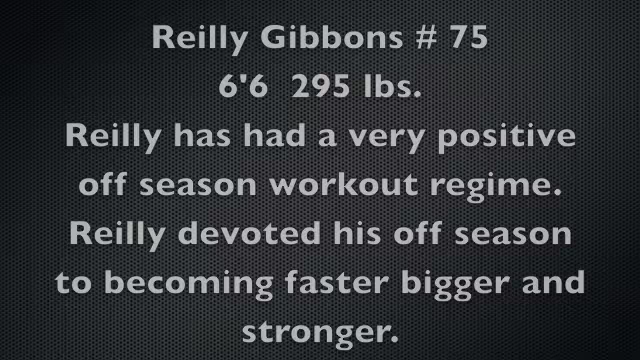 Reilly Gibbons # 75
6'6  295 lbs.
Reilly has had a very positive
off season workout regime.
Reilly devoted his off season
to becoming faster bigger and
stronger.